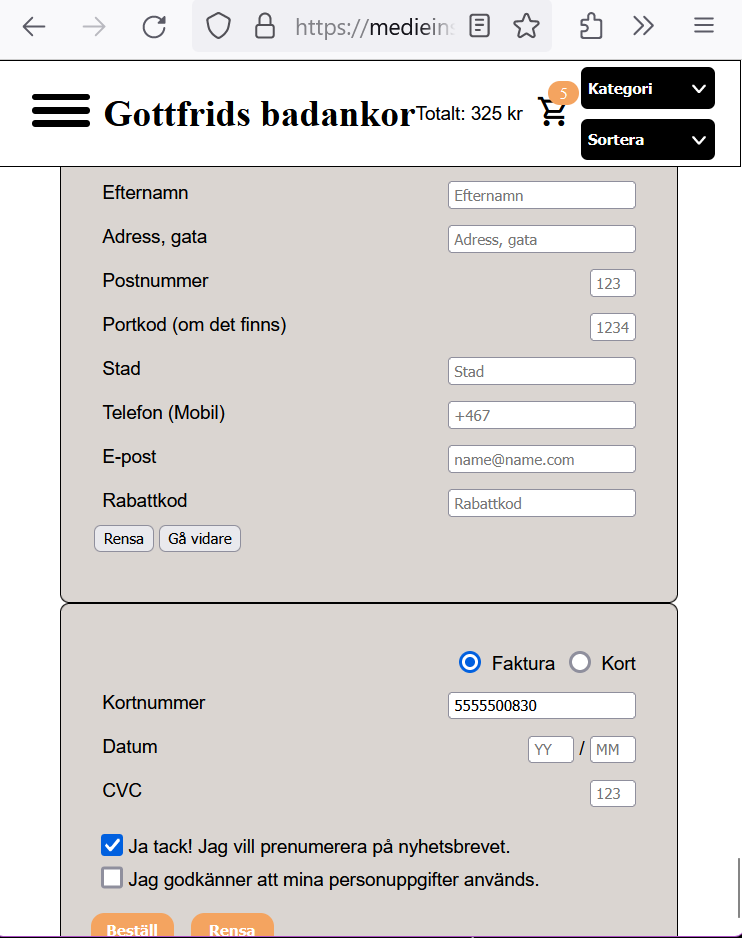 https://medieins
Gottfrids badankor
Totalt: 325 kr
5
Kategori
Sortera
Efternamn
Efternamn
Adress, gata
Adress, gata
Postnummer
123
Portkod (om det finns)
1234
Stad
Stad
Telefon (Mobil)
+467
E-post
name@name.com
Rabattkod
Rabattkod
Rensa Gå vidare
Faktura Kort
Kortnummer
5555500830
Datum
YY / MM
CVC
123
Ja tack! Jag vill prenumerera på nyhetsbrevet.
Jag godkänner att mina personuppgifter används.
Beställ Rensa